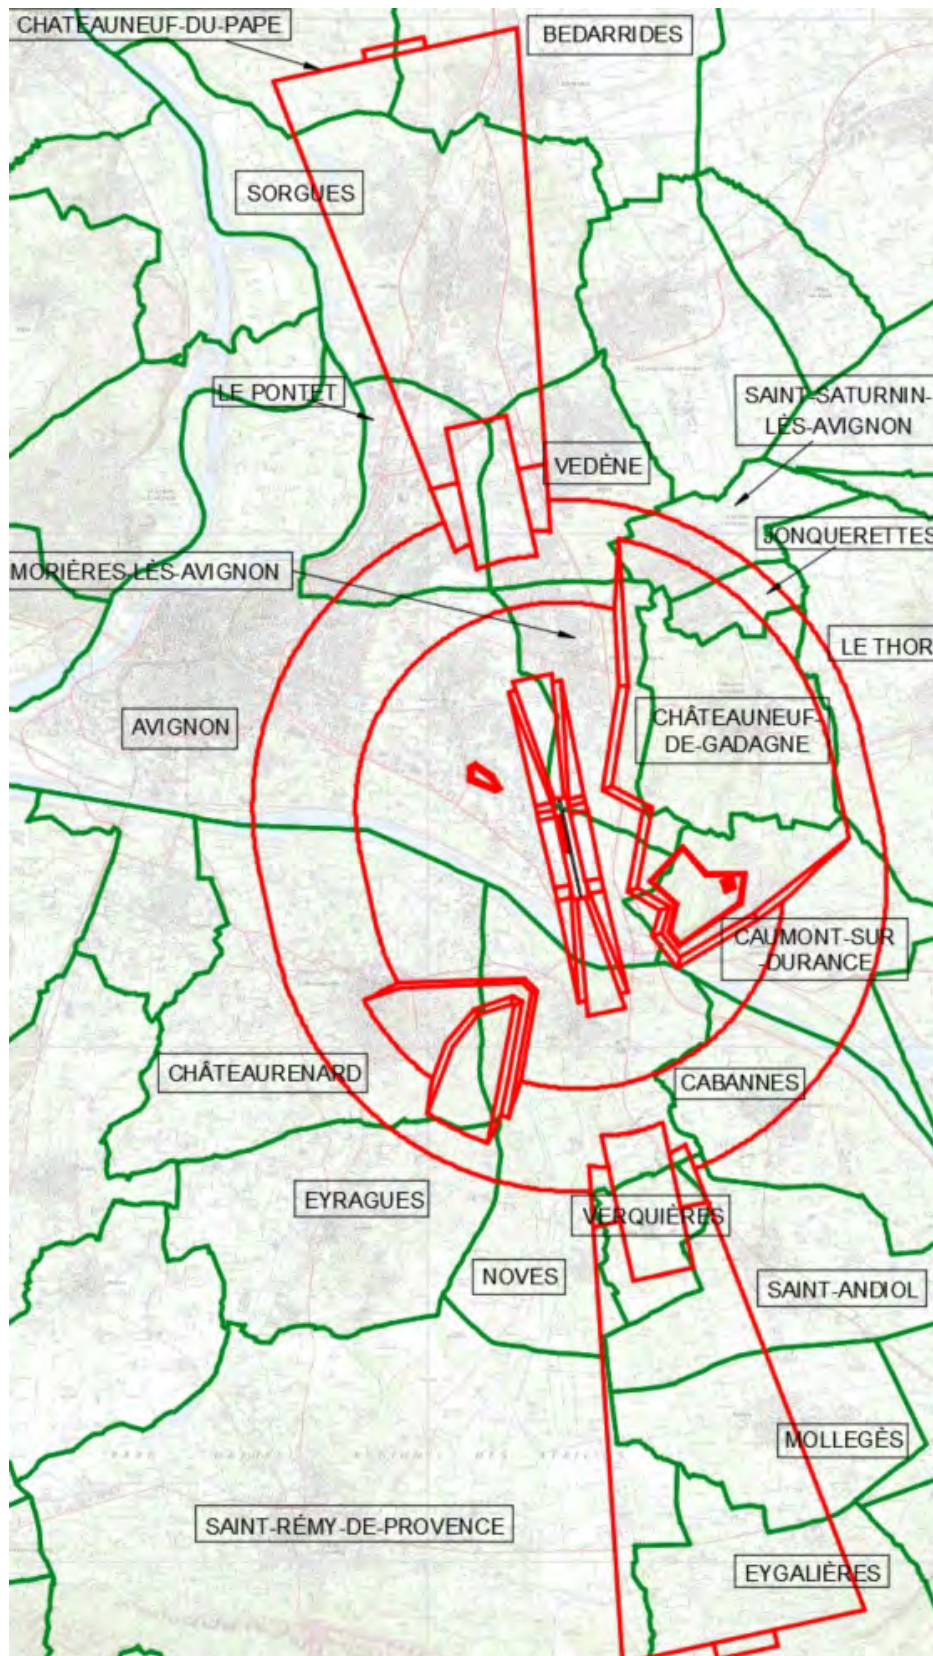 CHATEAUNEUF-DU-PAPE
BEDARRIDES
SORGUES
LE PONTET
SAINT-SATURNIN-
LÈS-AVIGNON
VEDÈNE
JONQUERETTES
MORIÈRES-LÈS-AVIGNON
LE THOR
AVIGNON
CHÂTEAUNEUF-
DE-GADAGNE
CAUMONT-SUR
-DURANCE
CHÂTEAURENARD
CABANNES
EYRAGUES
VERQUIÈRES
NOVES
SAINT-ANDIOL
MOLLEGÈS
SAINT-RÉMY-DE-PROVENCE
EYGALIÈRES